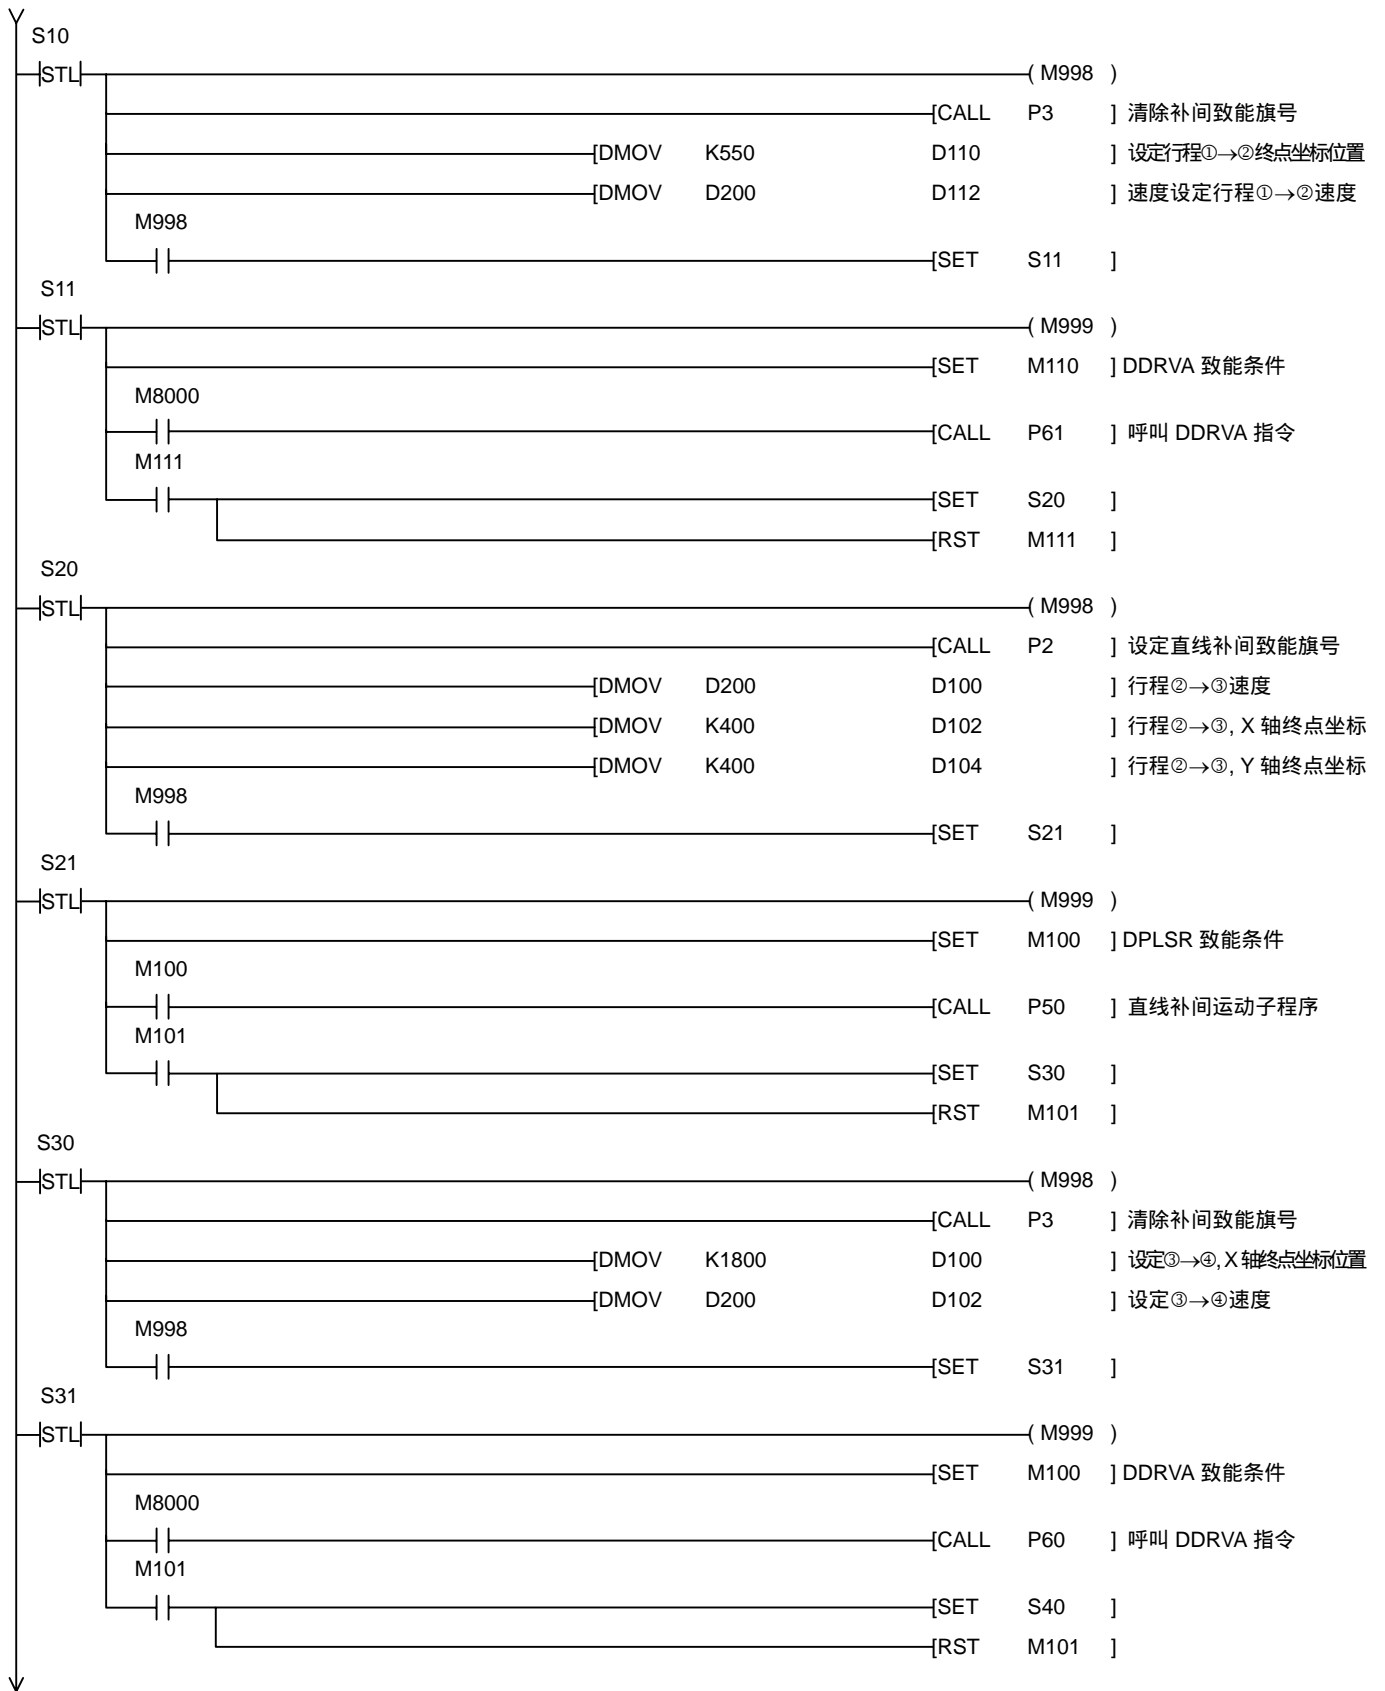 S10
STL ( M998 )
[CALL P3 ] 清除补间致能旗号
[DMOV K550 D110 ] 设定行程①→②终点坐标位置
[DMOV D200 D112 ] 速度设定行程①→②速度
M998
[SET S11 ]
S11
STL ( M999 )
[SET M110 ] DDRVA 致能条件
M8000
[CALL P61 ] 呼叫 DDRVA 指令
M111
[SET S20 ]
[RST M111 ]
S20
STL ( M998 )
[CALL P2 ] 设定直线补间致能旗号
[DMOV D200 D100 ] 行程②→③速度
[DMOV K400 D102 ] 行程②→③, X 轴终点坐标
[DMOV K400 D104 ] 行程②→③, Y 轴终点坐标
M998
[SET S21 ]
S21
STL ( M999 )
[SET M100 ] DPLSR 致能条件
M100
[CALL P50 ] 直线补间运动子程序
M101
[SET S30 ]
[RST M101 ]
S30
STL ( M998 )
[CALL P3 ] 清除补间致能旗号
[DMOV K1800 D100 ] 设定③→④, X 轴终点坐标位置
[DMOV D200 D102 ] 设定③→④速度
M998
[SET S31 ]
S31
STL ( M999 )
[SET M100 ] DDRVA 致能条件
M8000
[CALL P60 ] 呼叫 DDRVA 指令
M101
[SET S40 ]
[RST M101 ]